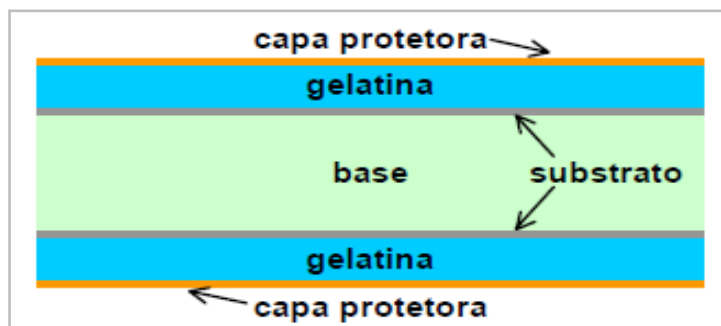 capa protetora
gelatina
base
substrato
gelatina
capa protetora